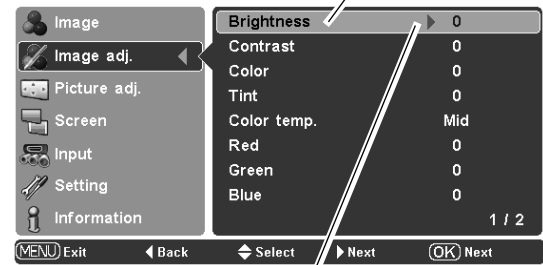 Image
Image adj.
Picture adj.
Screen
Input
Setting
Information
Brightness 0
Contrast 0
Color 0
Tint 0
Color temp. Mid
Red 0
Green 0
Blue 0
1 / 2
MENU Exit Back Select Next OK Next